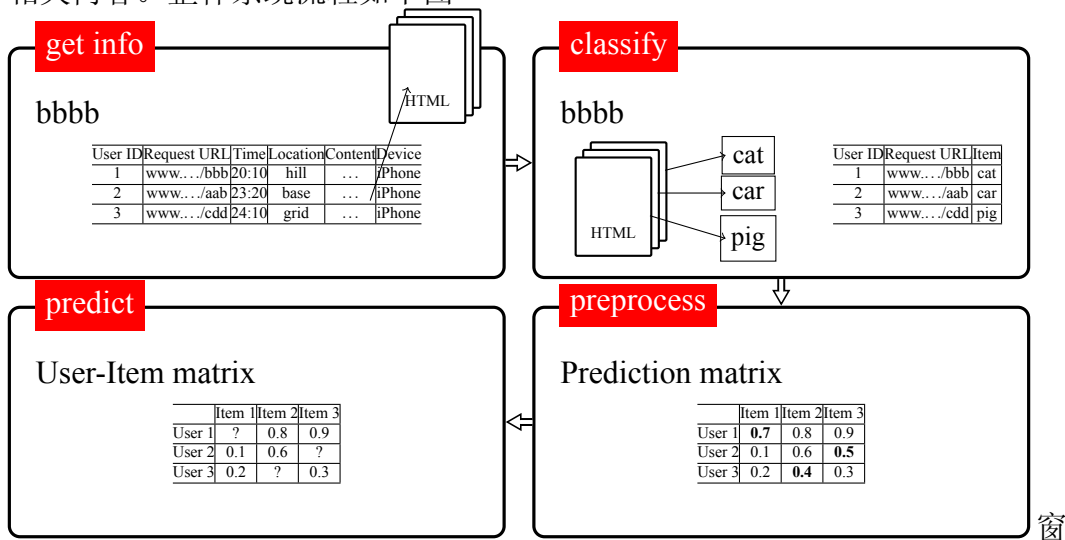 get info
HTML
bbbb
User ID Request URL Time Location Content Device
1 www.…/bbb 20:10 hill … iPhone
2 www.…/aab 23:20 base … iPhone
3 www.…/cdd 24:10 grid … iPhone
classify
bbbb
HTML
cat
car
pig
User ID Request URL Item
1 www.…/bbb cat
2 www.…/aab car
3 www.…/cdd pig
predict
User-Item matrix
Item 1 Item 2 Item 3
User 1 ? 0.8 0.9
User 2 0.1 0.6 ?
User 3 0.2 ? 0.3
preprocess
Prediction matrix
Item 1 Item 2 Item 3
User 1 0.7 0.8 0.9
User 2 0.1 0.6 0.5
User 3 0.2 0.4 0.3
窗